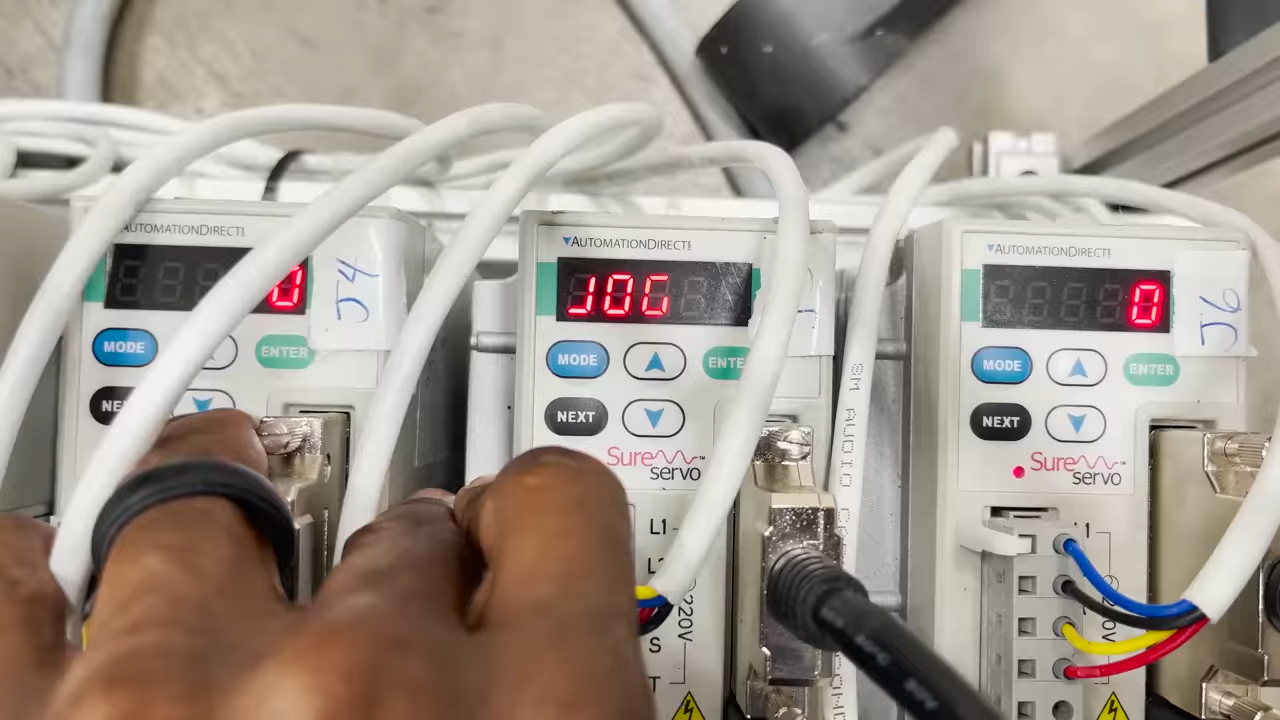 AUTOMATIONDIRECT
0
J4
MODE
ENTER
AUTOMATIONDIRECT
JOG
MODE
NEXT
Sure
servo
L1
220V
S
T
AUTOMATIONDIRECT
0
J6
MODE
ENTER
NEXT
Sure™
servo